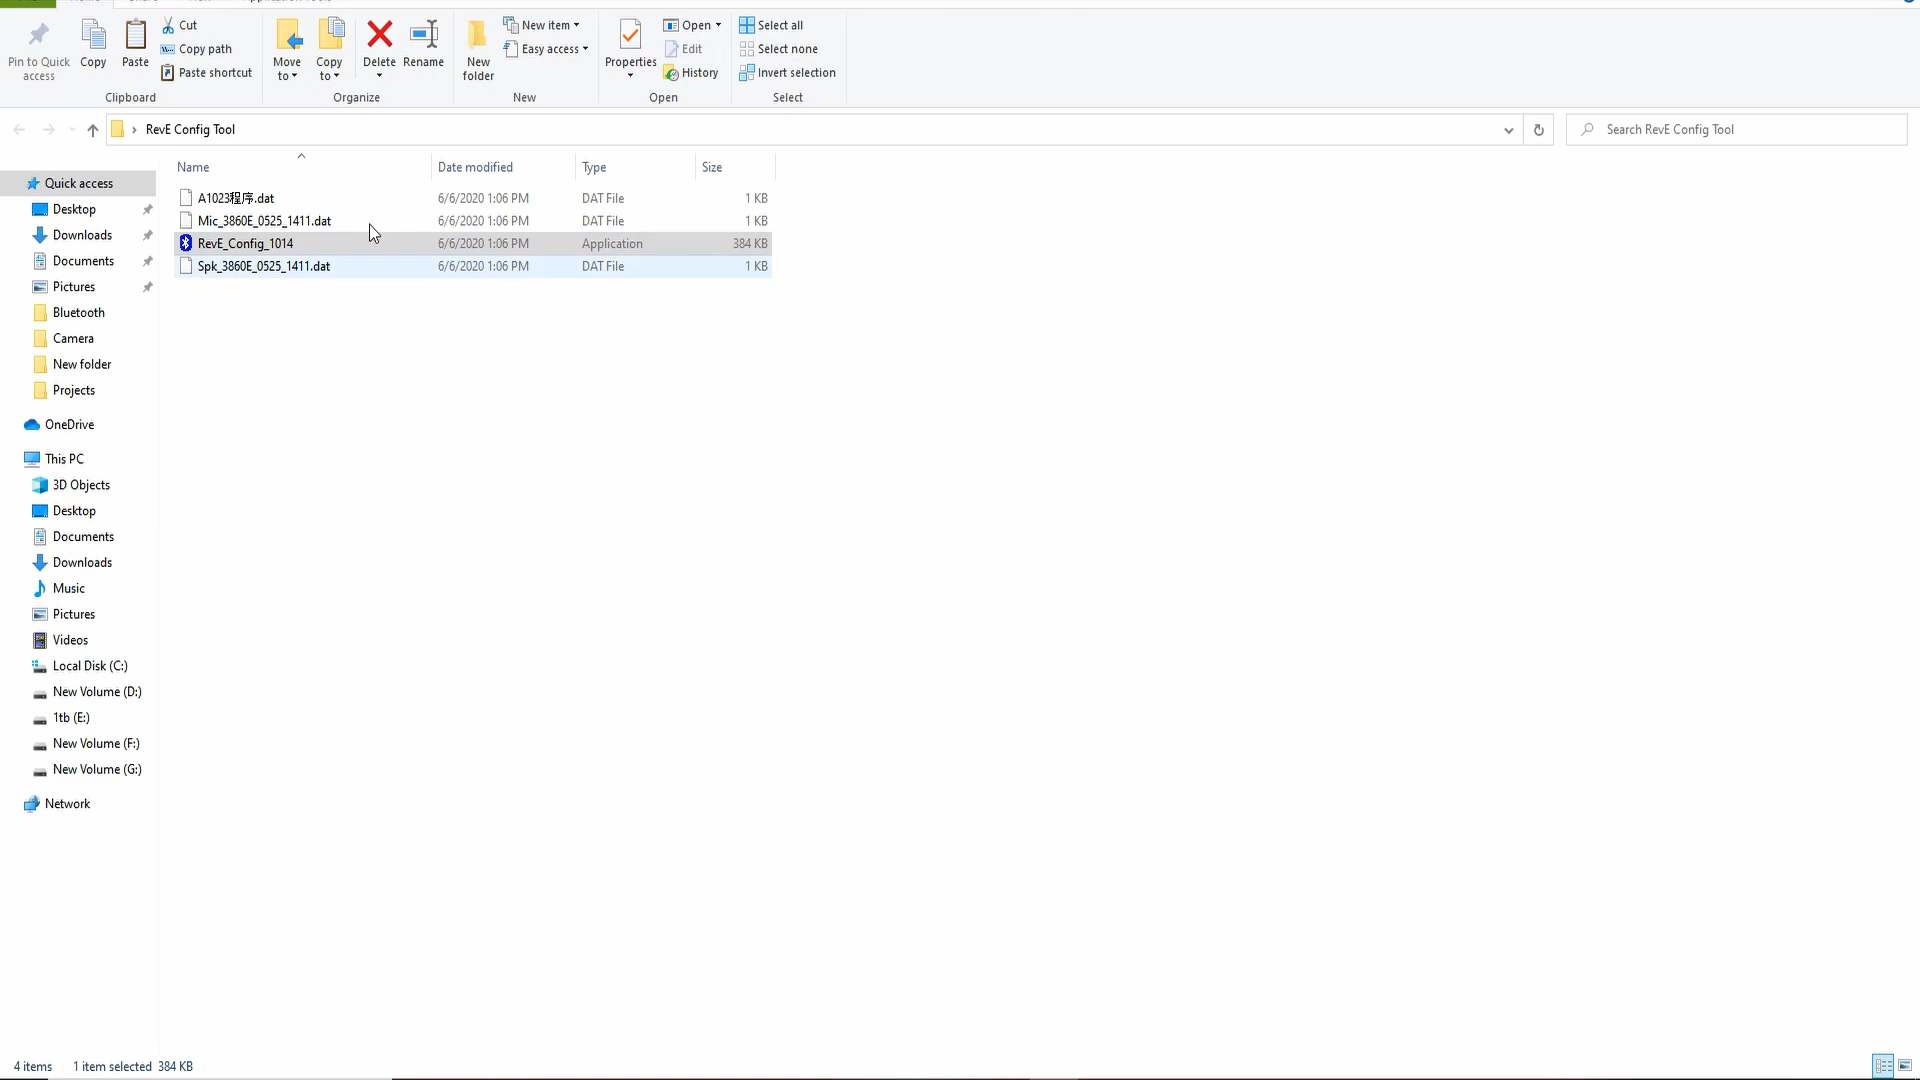 Pin to Quick access
Copy
Paste
Cut
Copy path
Paste shortcut
Clipboard
Move to
Copy to
Delete
Rename
Organize
New folder
New item
Easy access
New
Properties
Open
Edit
History
Open
Select all
Select none
Invert selection
Select
RevE Config Tool
Search RevE Config Tool
Name Date modified Type Size
A1023程序.dat 6/6/2020 1:06 PM DAT File 1 KB
Mic_3860E_0525_1411.dat 6/6/2020 1:06 PM DAT File 1 KB
RevE_Config_1014 6/6/2020 1:06 PM Application 384 KB
Spk_3860E_0525_1411.dat 6/6/2020 1:06 PM DAT File 1 KB
Quick access
Desktop
Downloads
Documents
Pictures
Bluetooth
Camera
New folder
Projects
OneDrive
This PC
3D Objects
Desktop
Documents
Downloads
Music
Pictures
Videos
Local Disk (C:)
New Volume (D:)
1tb (E:)
New Volume (F:)
New Volume (G:)
Network
4 items 1 item selected 384 KB